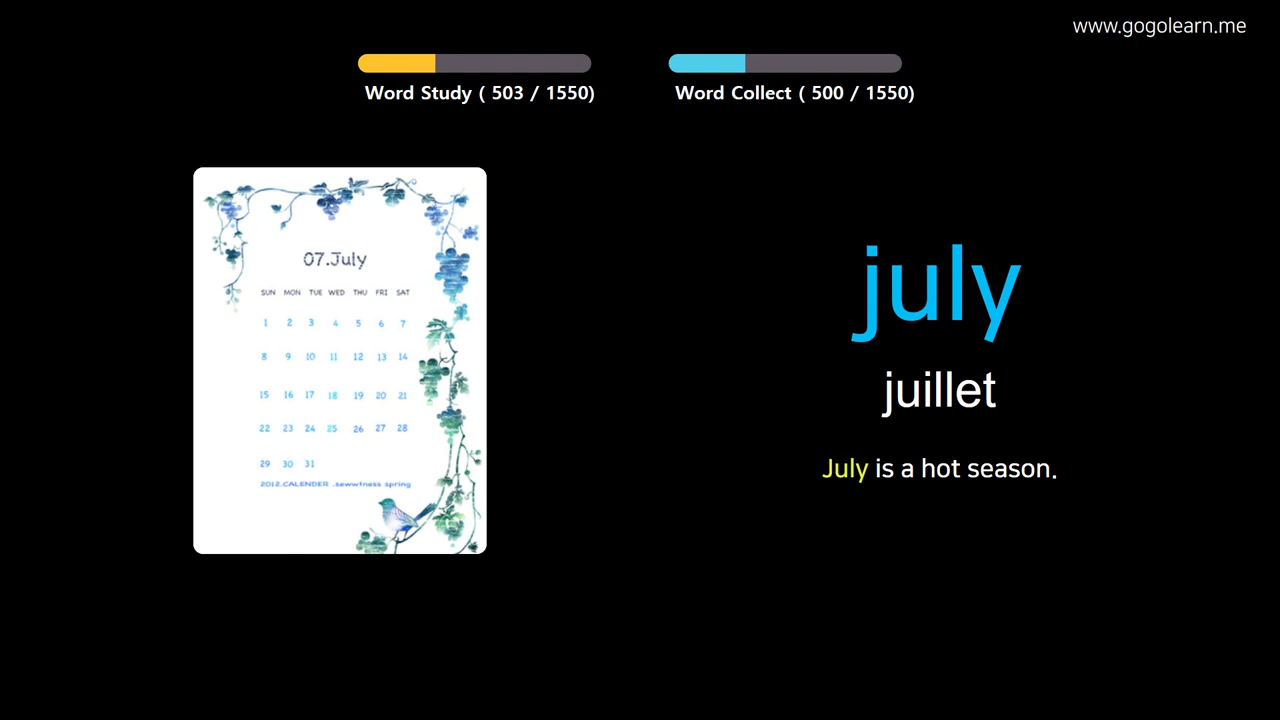 www.gogolearn.me
Word Study ( 503 / 1550)
Word Collect ( 500 / 1550)
07.July
SUN MON TUE WED THU FRI SAT
1 2 3 4 5 6 7
8 9 10 11 12 13 14
15 16 17 18 19 20 21
22 23 24 25 26 27 28
29 30 31
2012.CALENDER .sewwtness spring
july
juillet
July is a hot season.